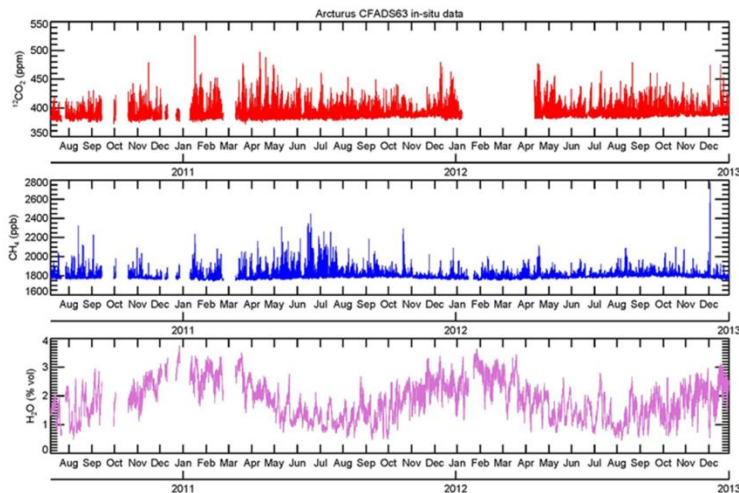 Arcturus CFADS63 in-situ data
550
500
450
400
350
¹²CO₂ (ppm)
Aug Sep Oct Nov Dec Jan Feb Mar Apr May Jun Jul Aug Sep Oct Nov Dec Jan Feb Mar Apr May Jun Jul Aug Sep Oct Nov Dec
2011 2012 2013
2800
2600
2400
2200
2000
1800
1600
CH₄ (ppb)
Aug Sep Oct Nov Dec Jan Feb Mar Apr May Jun Jul Aug Sep Oct Nov Dec Jan Feb Mar Apr May Jun Jul Aug Sep Oct Nov Dec
2011 2012 2013
4
3
2
1
0
H₂O (% vol)
Aug Sep Oct Nov Dec Jan Feb Mar Apr May Jun Jul Aug Sep Oct Nov Dec Jan Feb Mar Apr May Jun Jul Aug Sep Oct Nov Dec
2011 2012 2013